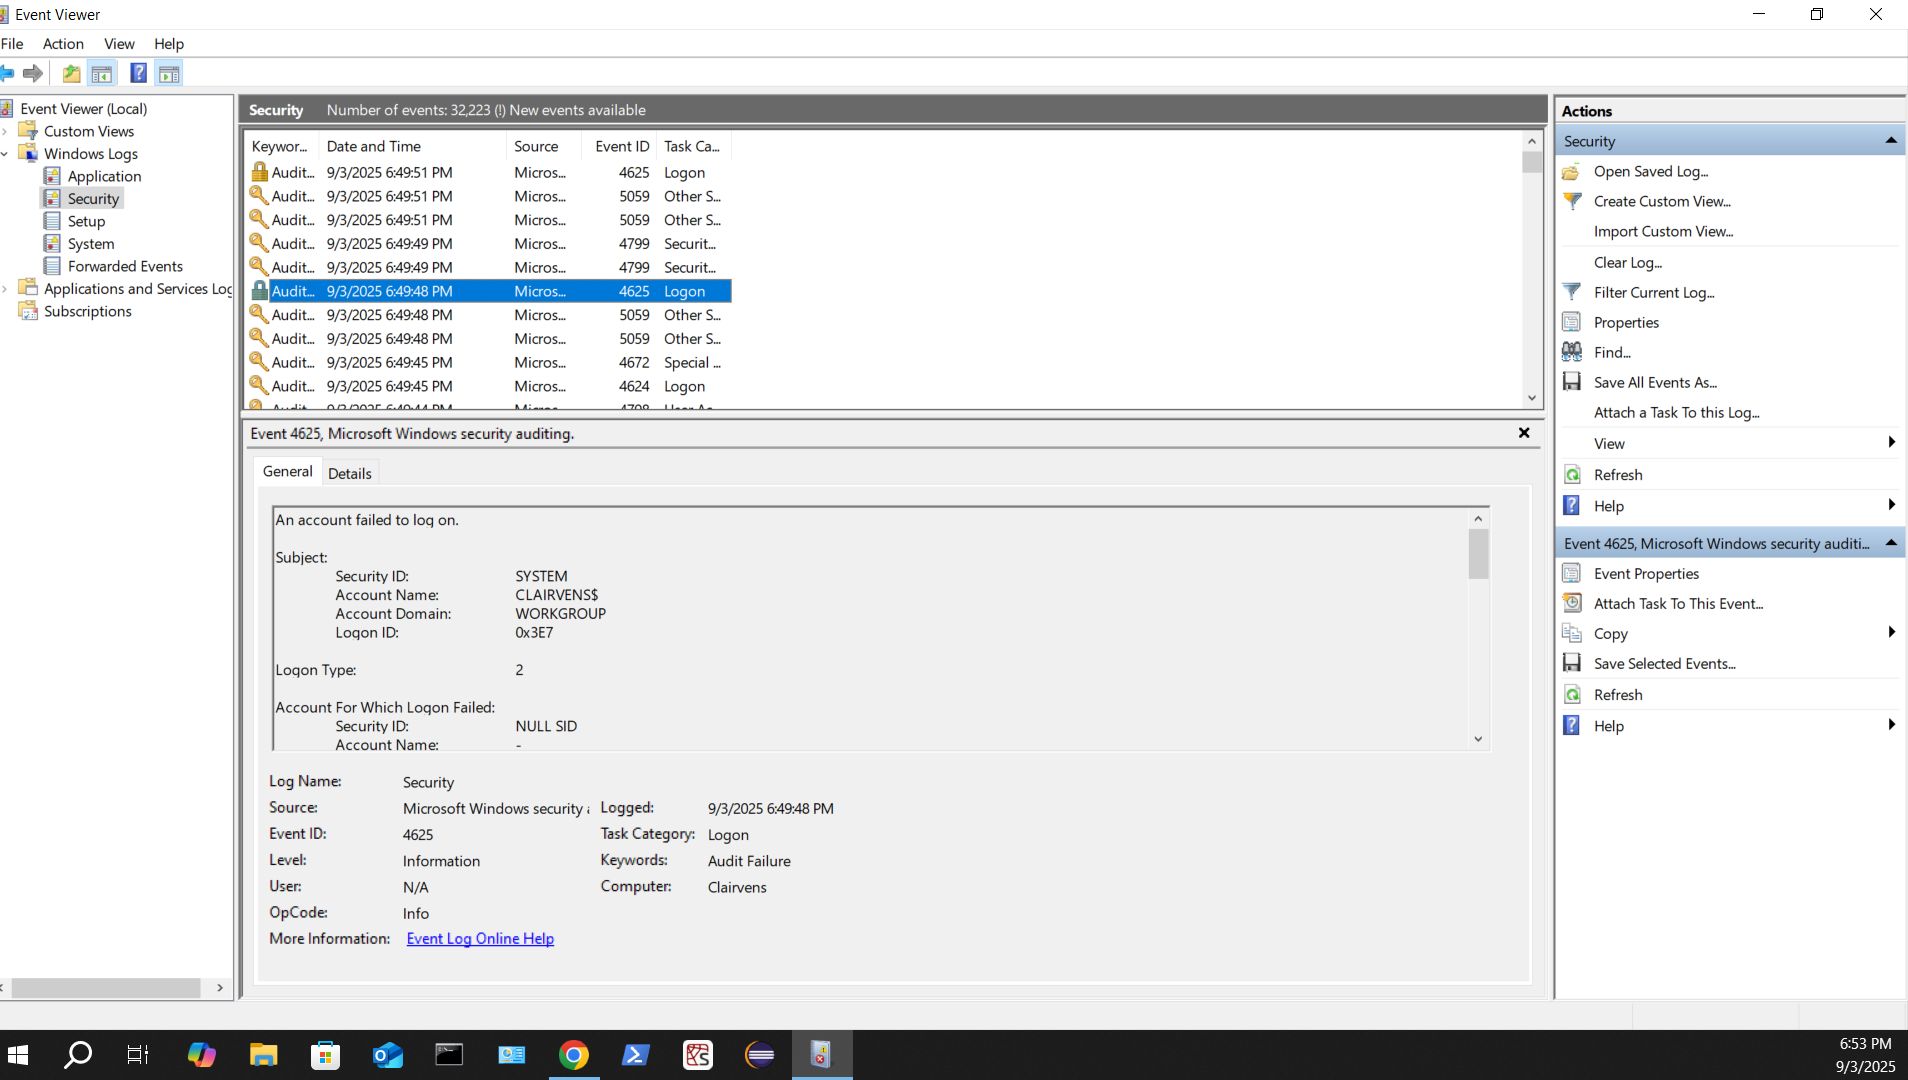 Event Viewer
File Action View Help
Event Viewer (Local)
Custom Views
Windows Logs
Application
Security
Setup
System
Forwarded Events
Applications and Services Log
Subscriptions
Security Number of events: 32,223 (!) New events available
Keywor... Date and Time Source Event ID Task Ca...
Audit... 9/3/2025 6:49:51 PM Micros... 4625 Logon
Audit... 9/3/2025 6:49:51 PM Micros... 5059 Other S...
Audit... 9/3/2025 6:49:51 PM Micros... 5059 Other S...
Audit... 9/3/2025 6:49:49 PM Micros... 4799 Securit...
Audit... 9/3/2025 6:49:49 PM Micros... 4799 Securit...
Audit... 9/3/2025 6:49:48 PM Micros... 4625 Logon
Audit... 9/3/2025 6:49:48 PM Micros... 5059 Other S...
Audit... 9/3/2025 6:49:48 PM Micros... 5059 Other S...
Audit... 9/3/2025 6:49:45 PM Micros... 4672 Special ...
Audit... 9/3/2025 6:49:45 PM Micros... 4624 Logon
Audit... 9/3/2025 6:49:44 PM Micros... 4798 User Ac...
Event 4625, Microsoft Windows security auditing.
General Details
An account failed to log on.
Subject:
Security ID: SYSTEM
Account Name: CLAIRVENS$
Account Domain: WORKGROUP
Logon ID: 0x3E7
Logon Type: 2
Account For Which Logon Failed:
Security ID: NULL SID
Account Name: -
Log Name: Security
Source: Microsoft Windows security Logged: 9/3/2025 6:49:48 PM
Event ID: 4625 Task Category: Logon
Level: Information Keywords: Audit Failure
User: N/A Computer: Clairvens
OpCode: Info
More Information: Event Log Online Help
Actions
Security
Open Saved Log...
Create Custom View...
Import Custom View...
Clear Log...
Filter Current Log...
Properties
Find...
Save All Events As...
Attach a Task To this Log...
View
Refresh
Help
Event 4625, Microsoft Windows security auditi...
Event Properties
Attach Task To This Event...
Copy
Save Selected Events...
Refresh
Help
6:53 PM
9/3/2025